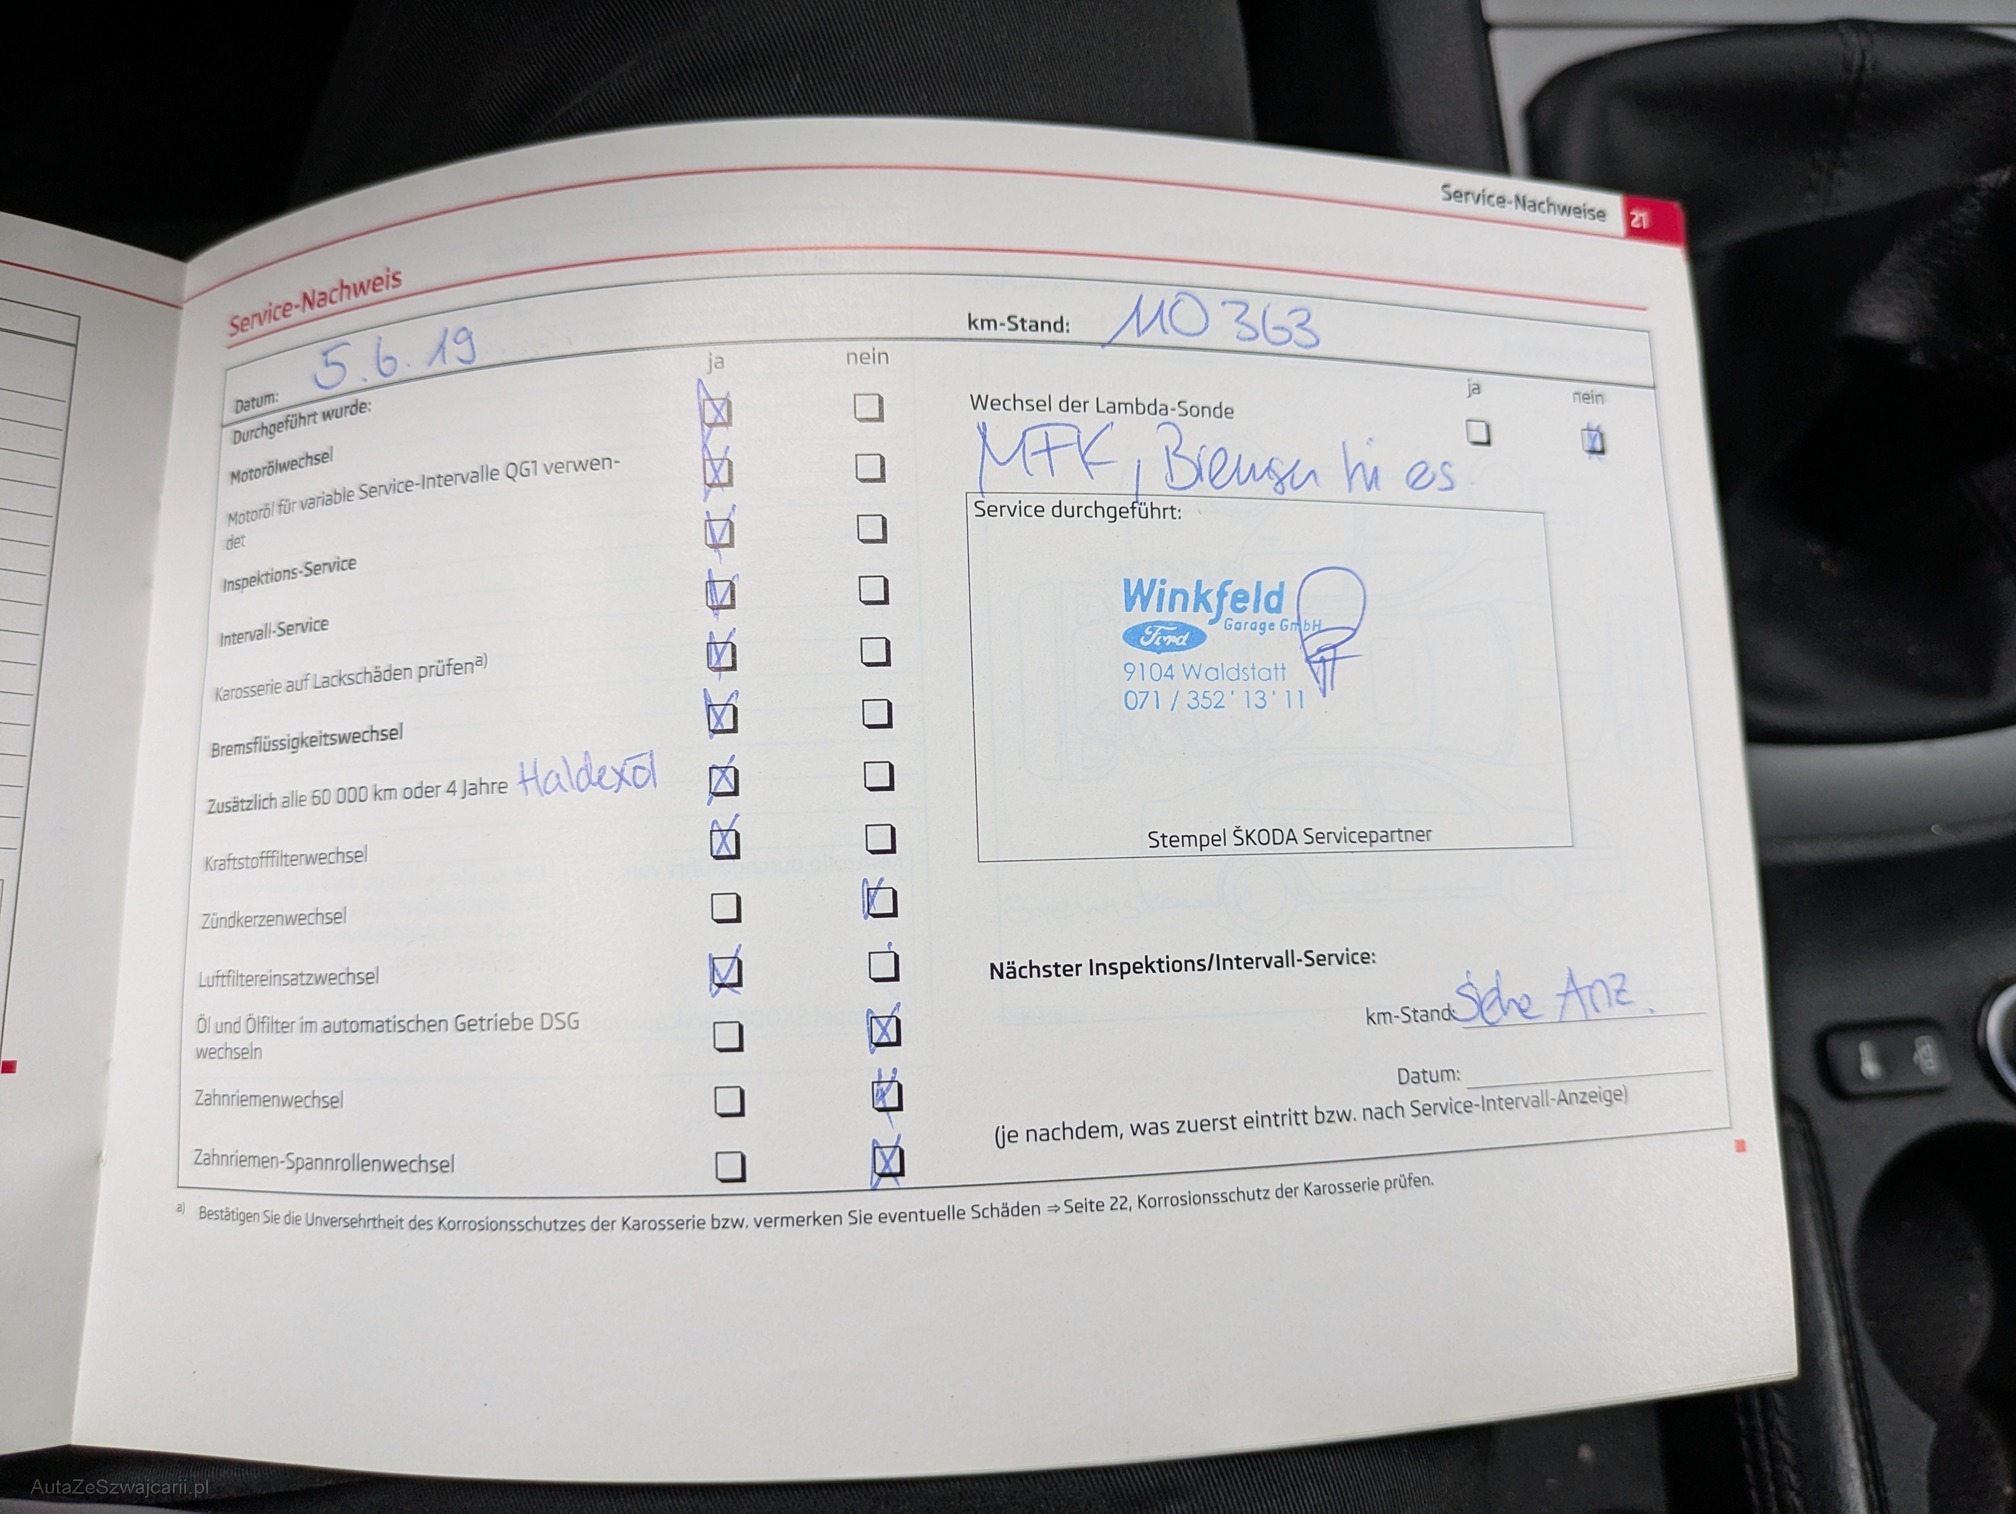 Service-Nachweise 21
Service-Nachweis
Datum: 5.6.19
km-Stand: 110 363
Durchgeführt wurde:
ja nein
Motorölwechsel
Motoröl für variable Service-Intervalle QG1 verwen-
det
Inspektions-Service
Intervall-Service
Karosserie auf Lackschäden prüfen a)
Bremsflüssigkeitswechsel
Zusätzlich alle 60 000 km oder 4 Jahre Haldexöl
Kraftstofffilterwechsel
Zündkerzenwechsel
Luftfiltereinsatzwechsel
Öl und Ölfilter im automatischen Getriebe DSG
wechseln
Zahnriemenwechsel
Zahnriemen-Spannrollenwechsel
ja nein
Wechsel der Lambda-Sonde
MFK,
Service durchgeführt:
Winkfeld
Garage GmbH
Ford
9104 Waldstatt
071 / 352' 13' 11
Stempel ŠKODA Servicepartner
Nächster Inspektions/Intervall-Service:
km-Stand: Siehe Anz.
Datum:
(je nachdem, was zuerst eintritt bzw. nach Service-Intervall-Anzeige)
a) Bestätigen Sie die Unversehrtheit des Korrosionsschutzes der Karosserie bzw. vermerken Sie eventuelle Schäden ⇒ Seite 22, Korrosionsschutz der Karosserie prüfen.
AutaZeSzwajcarii.pl